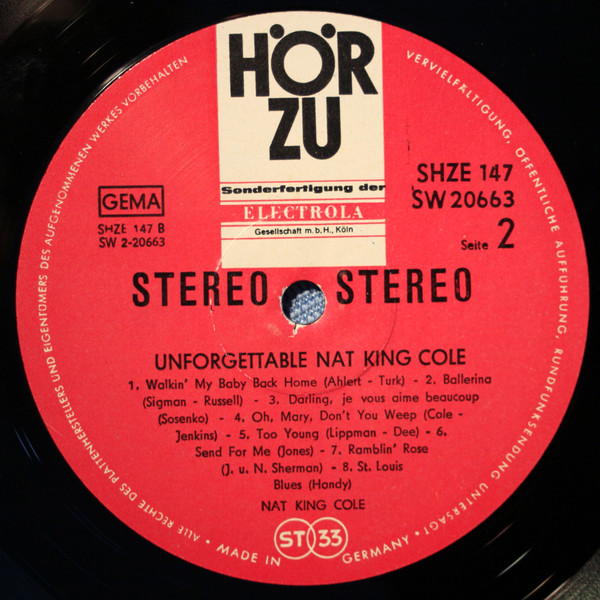 HÖR
ZU
Sonderfertigung der
ELECTROLA
Gesellschaft m.b.H., Köln
GEMA
SHZE 147 B
SW 2-20663
SHZE 147
SW 20663
Seite 2
STEREO STEREO
UNFORGETTABLE NAT KING COLE
1. Walkin' My Baby Back Home (Ahlert - Turk) - 2. Ballerina
(Sigman - Russell) - 3. Darling, je vous aime beaucoup
(Sosenko) - 4. Oh, Mary, Don't You Weep (Cole -
Jenkins) - 5. Too Young (Lippman - Dee) - 6.
Send For Me (Jones) - 7. Ramblin' Rose
(J. u. N. Sherman) - 8. St. Louis
Blues (Handy)
NAT KING COLE
ST 33
ALLE RECHTE DES PLATTENHERSTELLERS UND EIGENTÜMERS DES AUFGENOMMENEN WERKES VORBEHALTEN
VERVIELFÄLTIGUNG, ÖFFENTLICHE AUFFÜHRUNG, RUNDFUNKSENDUNG UNTERSAGT •
• MADE IN GERMANY •